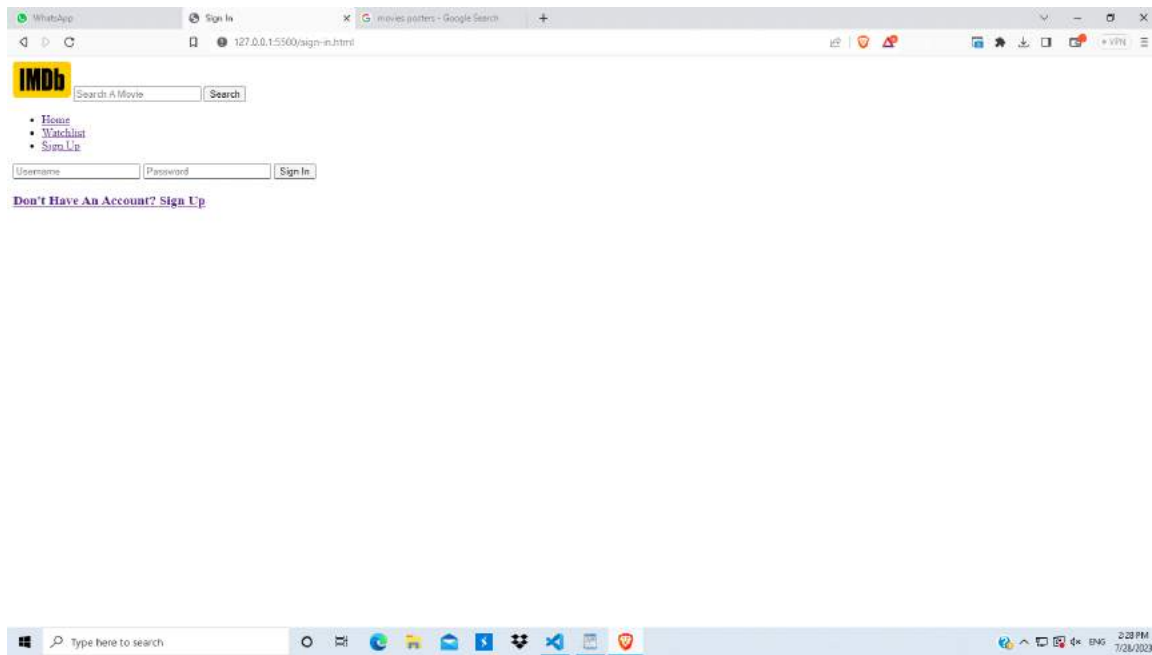 WhatsApp
Sign In
movies posters - Google Search
127.0.0.1:5500/sign-in.html
VPN
IMDb
Search A Movie
Search
Home
Watchlist
Sign Up
Username
Password
Sign In
Don't Have An Account? Sign Up
Type here to search
ENG
2:28 PM
7/28/2023